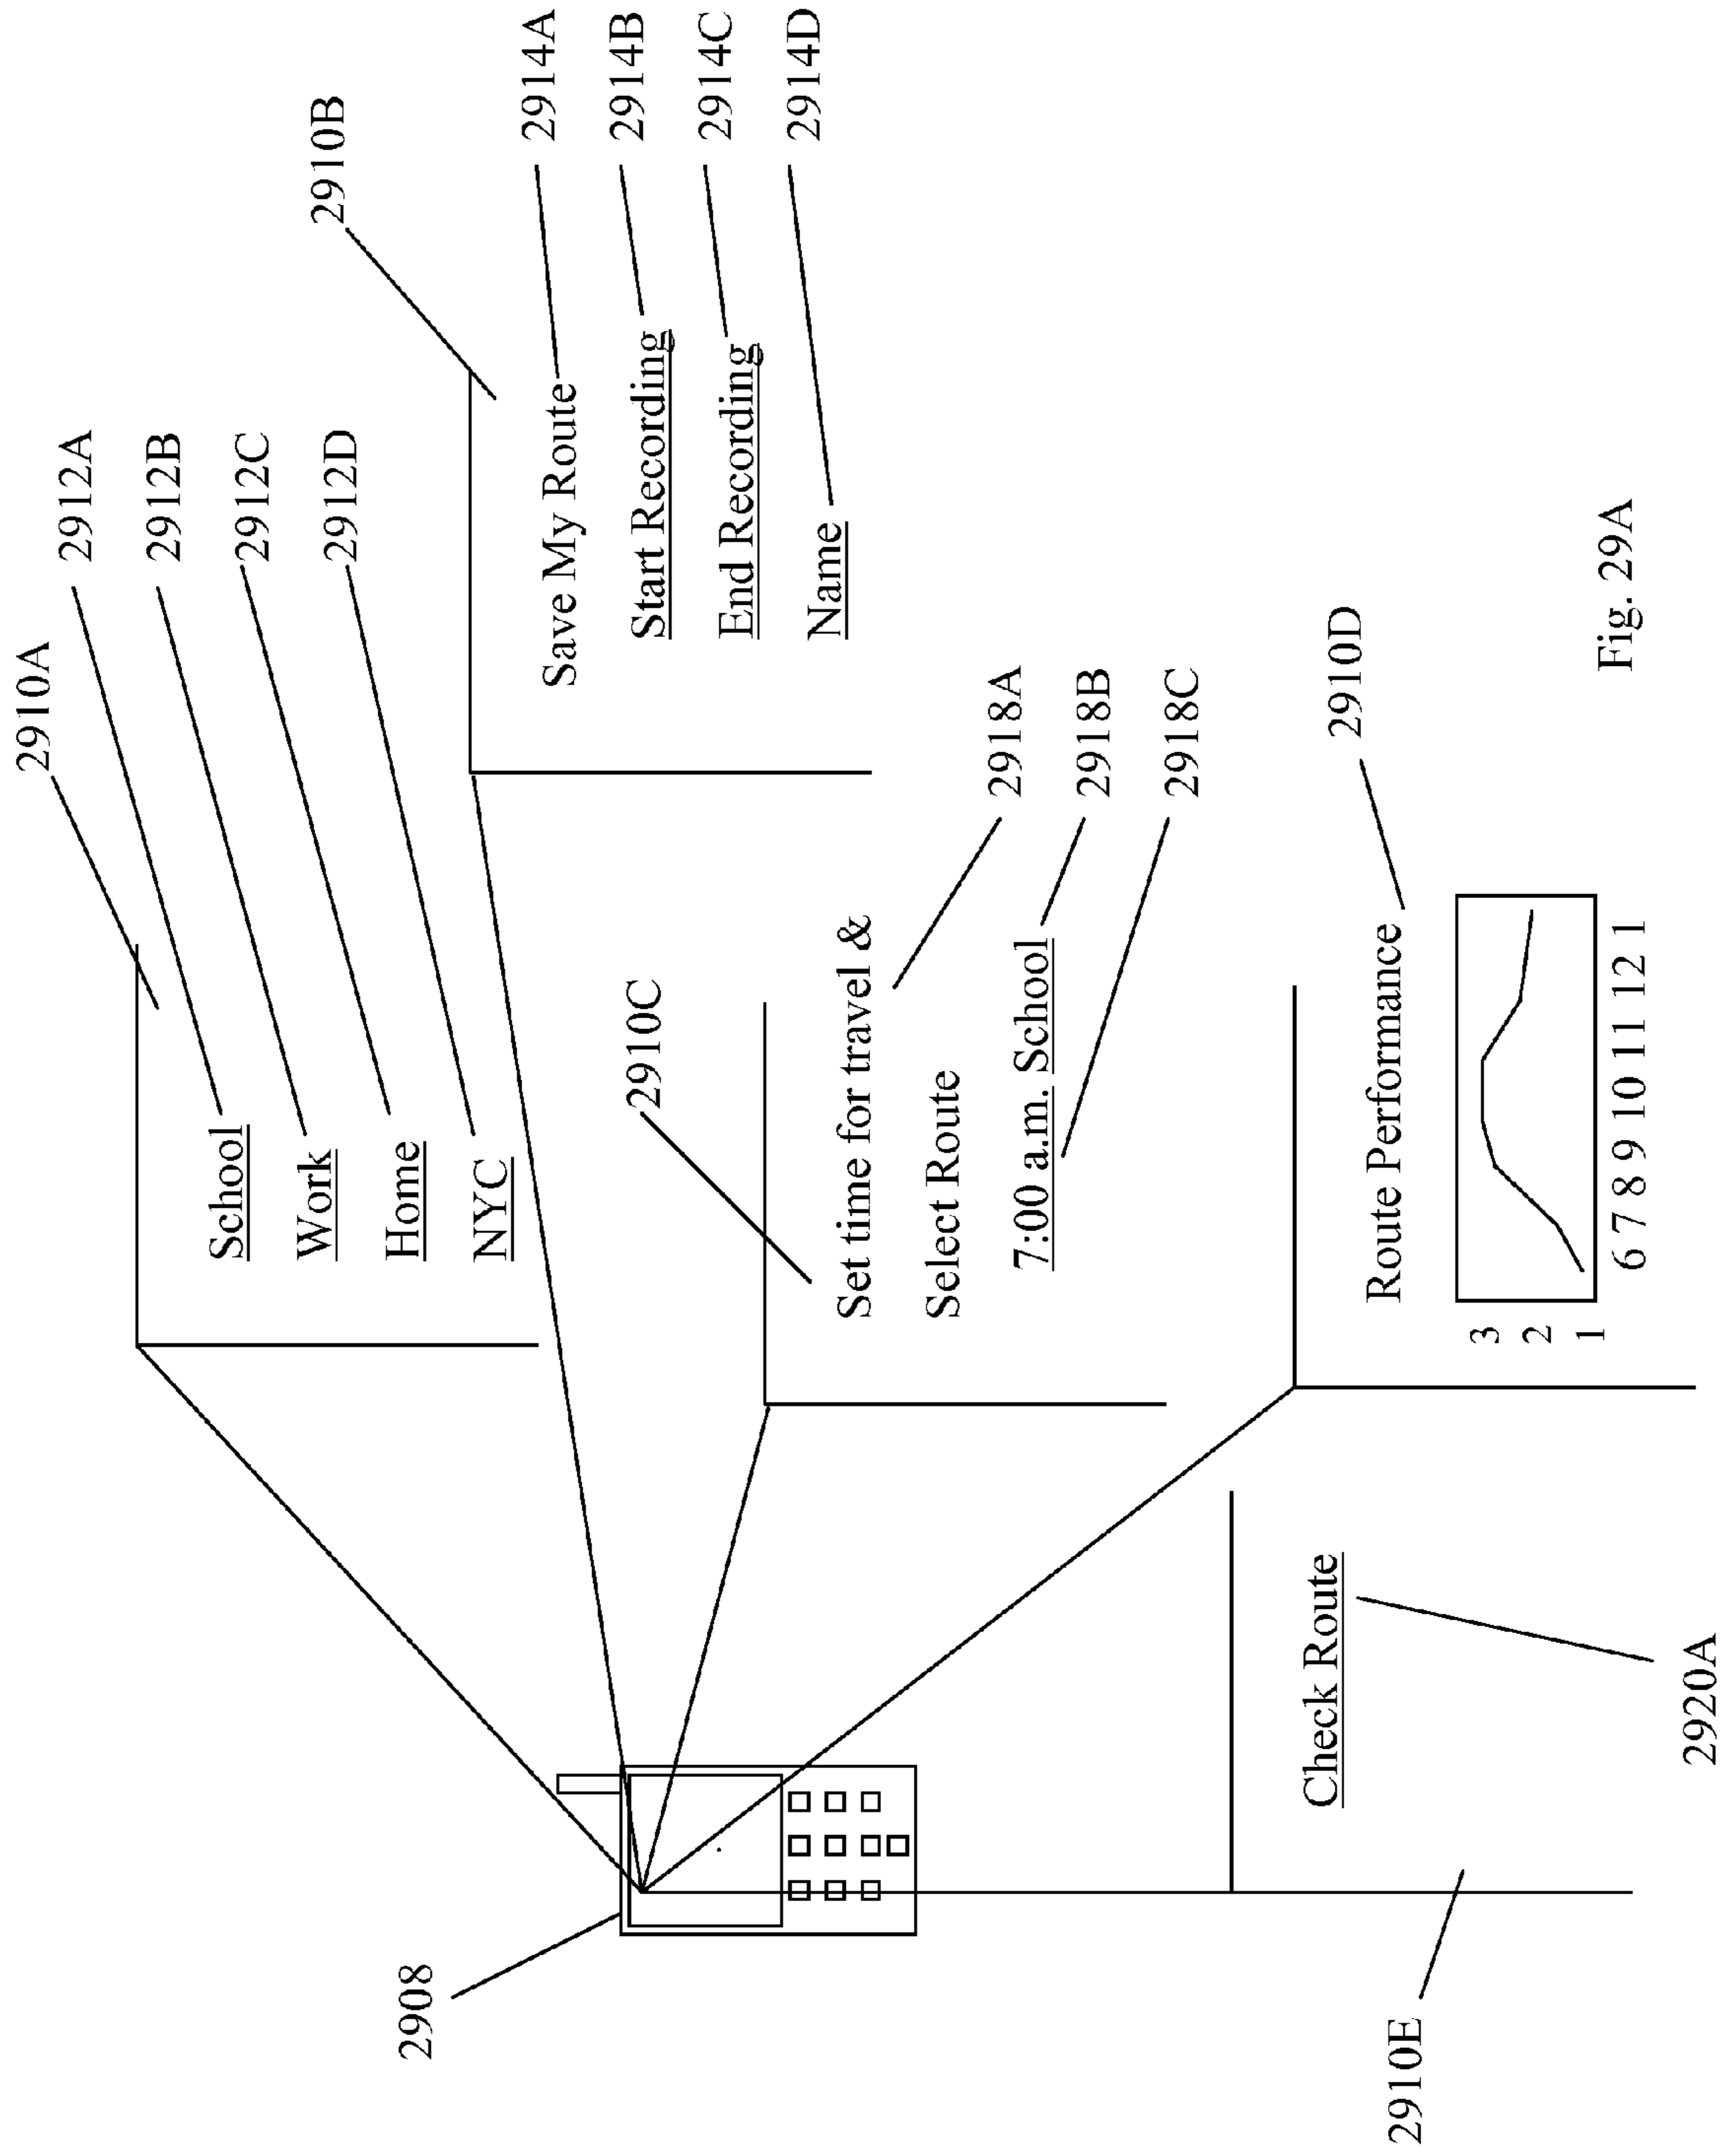 2910A
2912A
School
2912B
Work
2912C
Home
2912D
NYC
2910B
Save My Route
2914A
Start Recording
2914B
End Recording
2914C
Name
2914D
2908
2910C
Set time for travel &
Select Route
2918A
7:00 a.m. School
2918B
2918C
2910D
Route Performance
3
2
1
6 7 8 9 10 11 12 1
Check Route
2910E
2920A
Fig. 29A